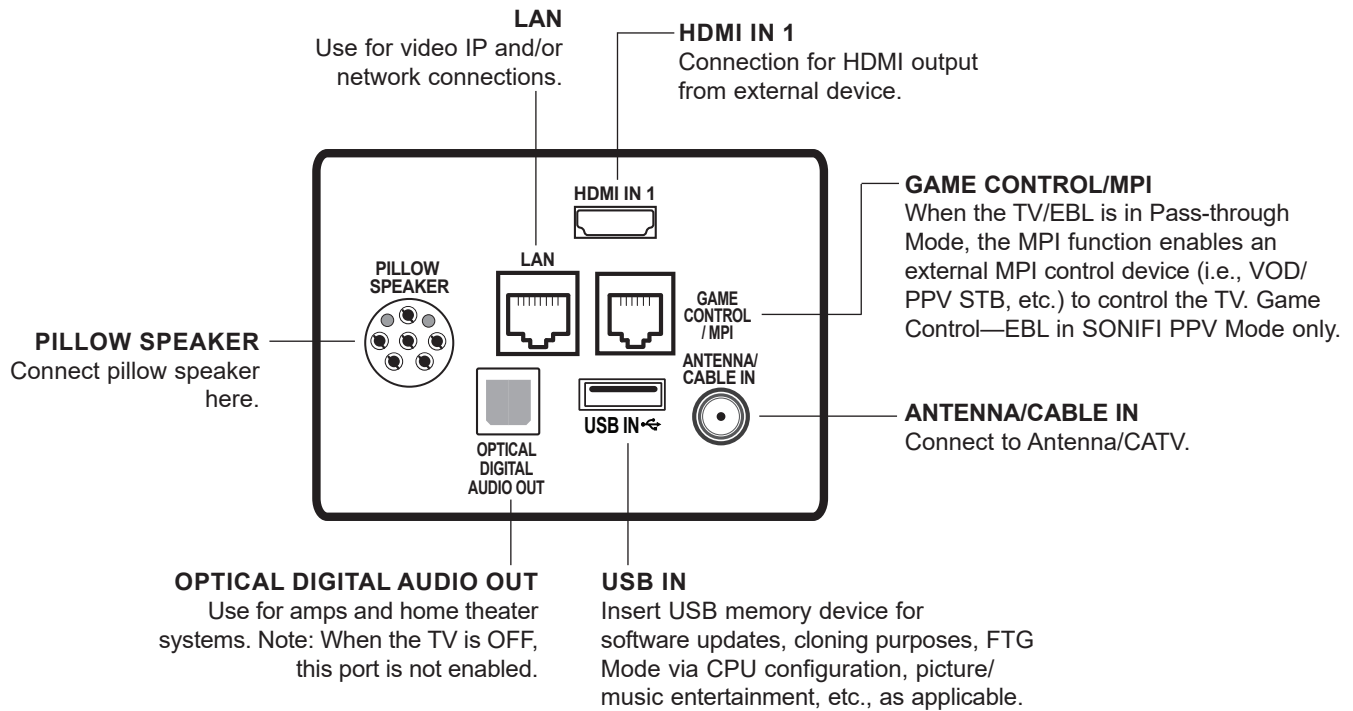 LAN
Use for video IP and/or
network connections.
HDMI IN 1
Connection for HDMI output
from external device.
HDMI IN 1
LAN
PILLOW
SPEAKER
GAME
CONTROL
/ MPI
ANTENNA/
CABLE IN
USB IN
OPTICAL
DIGITAL
AUDIO OUT
GAME CONTROL/MPI
When the TV/EBL is in Pass-through
Mode, the MPI function enables an
external MPI control device (i.e., VOD/
PPV STB, etc.) to control the TV. Game
Control—EBL in SONIFI PPV Mode only.
PILLOW SPEAKER
Connect pillow speaker
here.
ANTENNA/CABLE IN
Connect to Antenna/CATV.
OPTICAL DIGITAL AUDIO OUT
Use for amps and home theater
systems. Note: When the TV is OFF,
this port is not enabled.
USB IN
Insert USB memory device for
software updates, cloning purposes, FTG
Mode via CPU configuration, picture/
music entertainment, etc., as applicable.